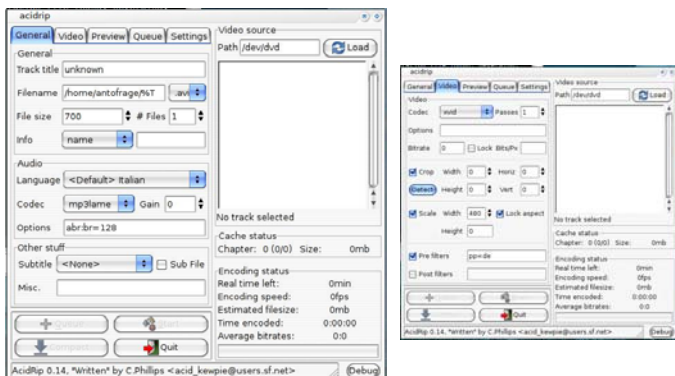 acidrip
General Video Preview Queue Settings
General
Track title unknown
Filename /home/antofrage/%T .avi
File size 700 # Files 1
Info name
Audio
Language <Default> Italian
Codec mp3lame Gain 0
Options abr:br=128
Other stuff
Subtitle <None> Sub File
Misc.
Queue Start
Compact Quit
Video source
Path /dev/dvd Load
No track selected
Cache status
Chapter: 0 (0/0) Size: 0mb
Encoding status
Real time left: 0min
Encoding speed: 0fps
Estimated filesize: 0mb
Time encoded: 0:00:00
Average bitrates: 0:0
AcidRip 0.14, "Written" by C.Phillips <acid_kewpie@users.sf.net> Debug
acidrip
General Video Preview Queue Settings
Video
Codec xvid Passes 1
Options
Bitrate 0 Lock Bits/Px
Crop Width 0 Horiz 0
Detect Height 0 Vert 0
Scale Width 480 Lock aspect
Height 0
Pre filters pp=de
Post filters
Quit
Video source
Path /dev/dvd Load
No track selected
Cache status
Chapter: 0 (0/0) Size: 0mb
Encoding status
Real time left: 0min
Encoding speed: 0fps
Estimated filesize: 0mb
Time encoded: 0:00:00
Average bitrates: 0:0
AcidRip 0.14, "Written" by C.Phillips <acid_kewpie@users.sf.net> Debug